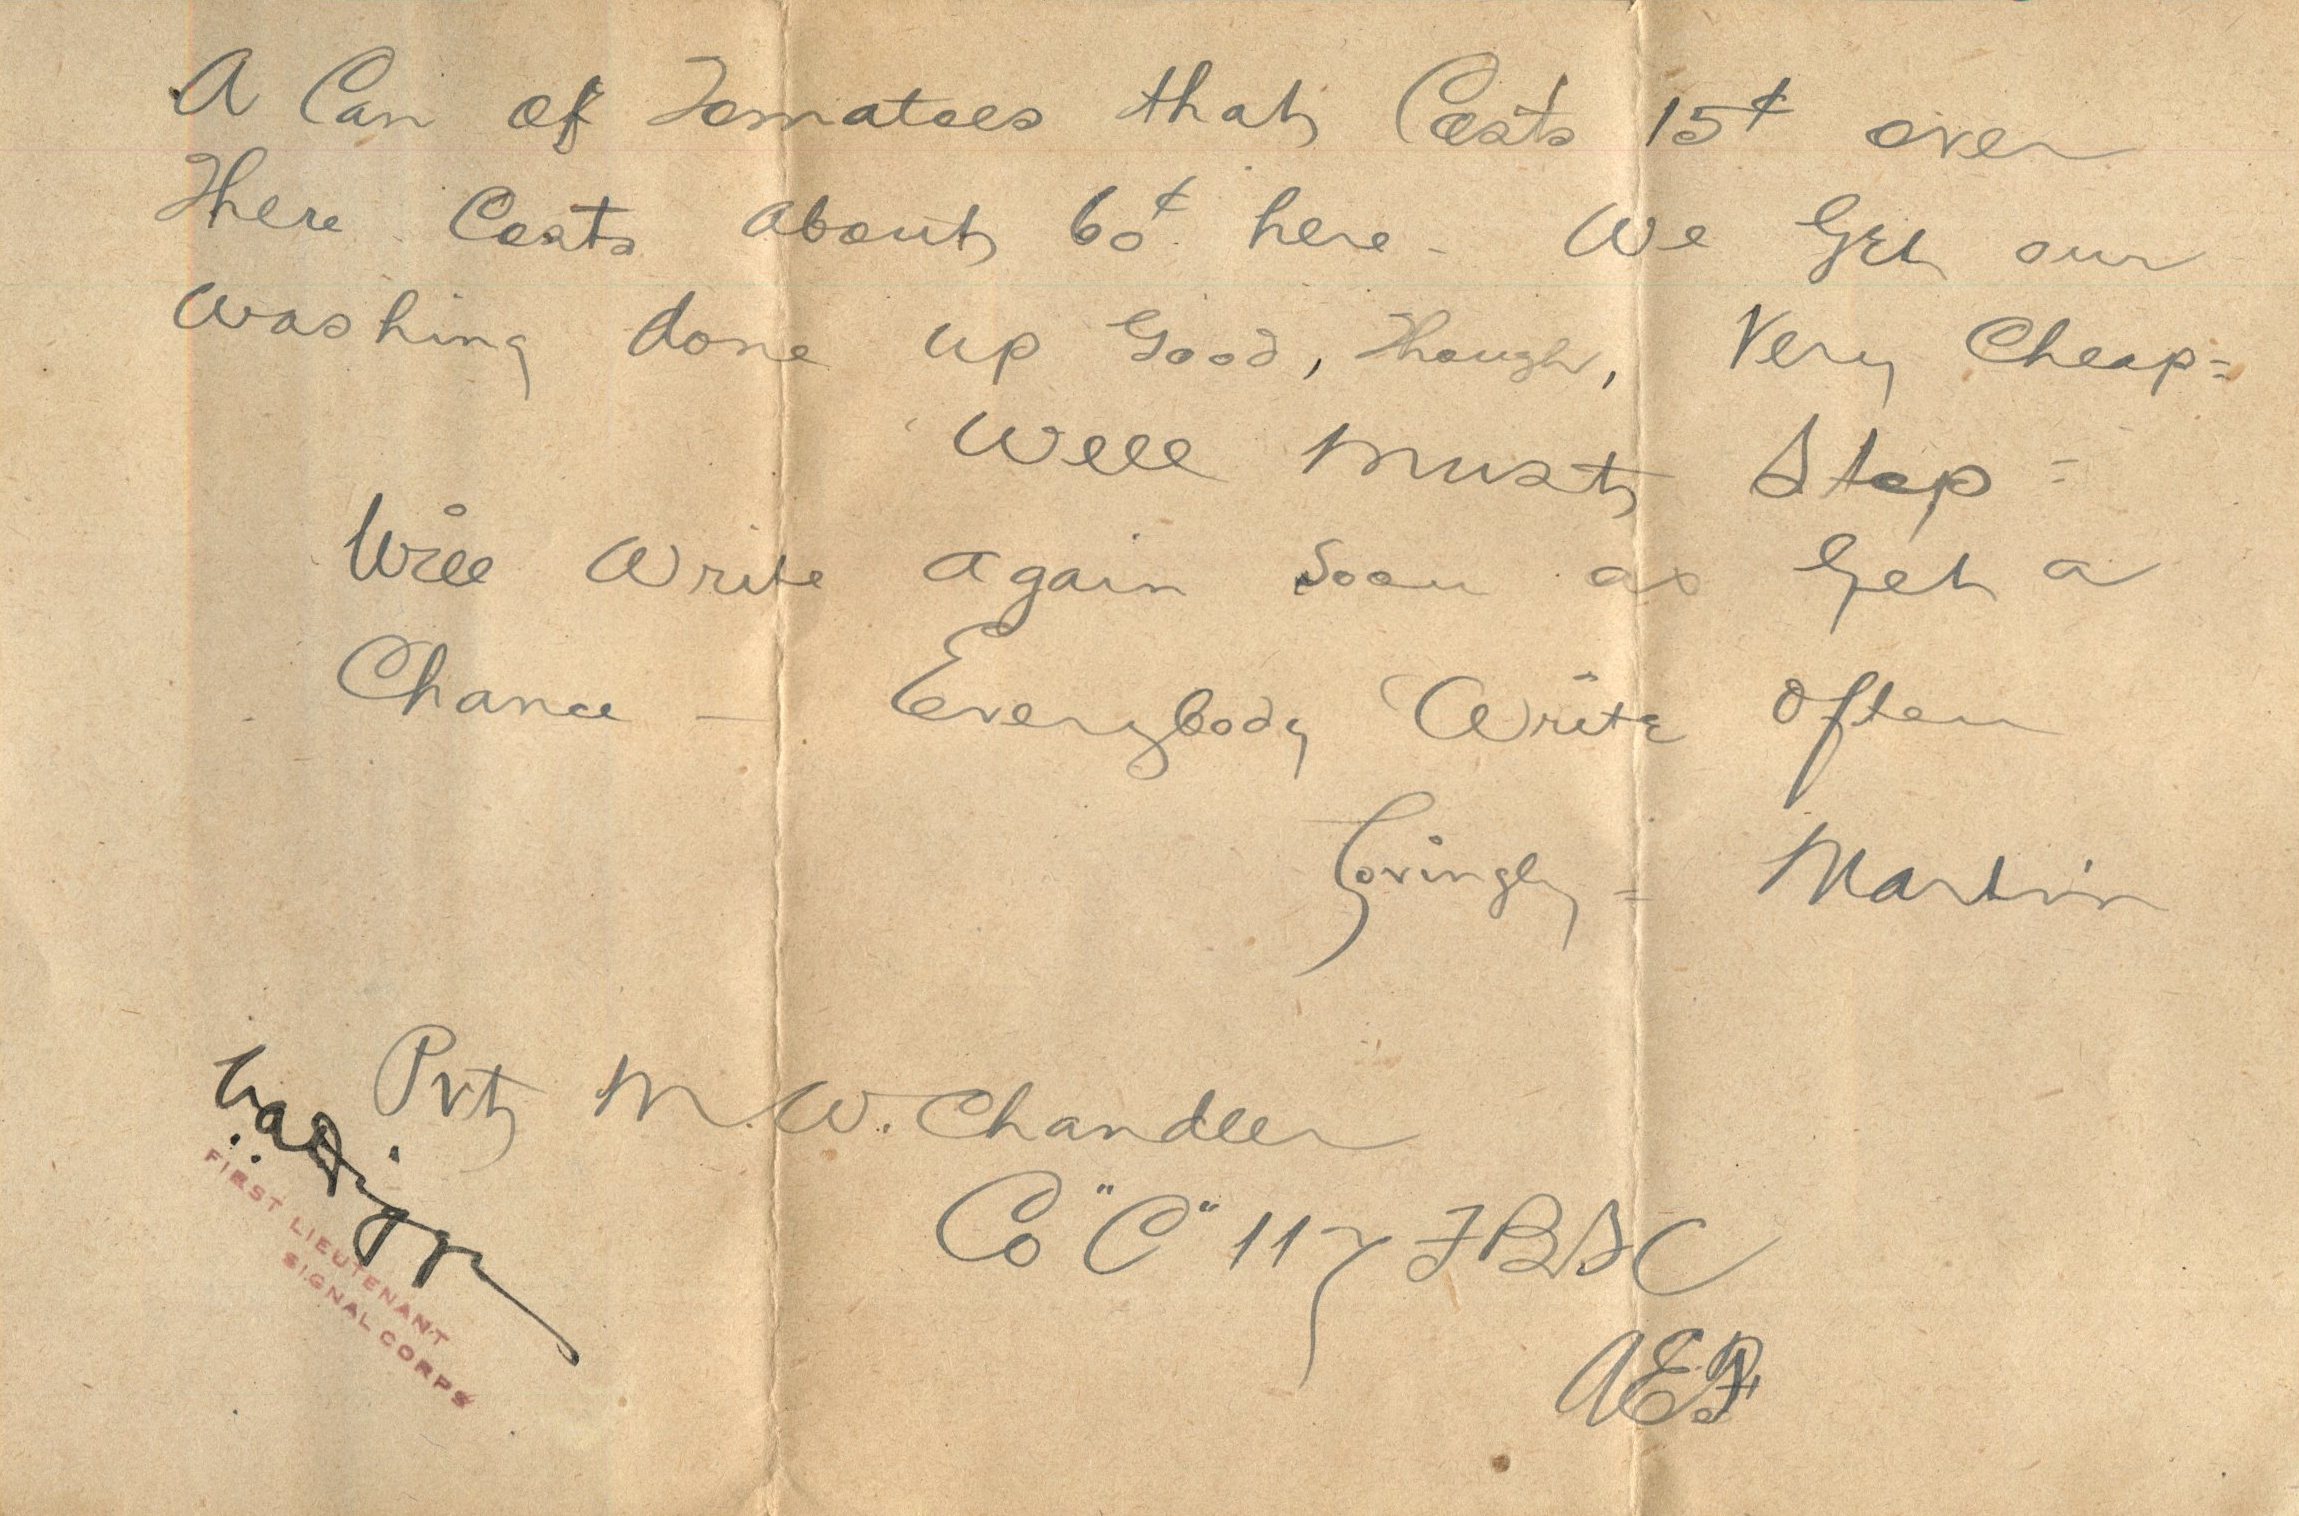 A Can of Tomatoes that Costs 15¢ over
There Costs about 60¢ here - We Get our
Washing done up Good, Though, Very Cheap=
Well Must Stop =
Will Write again Soon as Get a
Chance — Everybody Write often
Lovingly = Martin
Pvt M.W. Chandler
Co "C" 117 FBSC
AEF
FIRST LIEUTENANT
SIGNAL CORPS